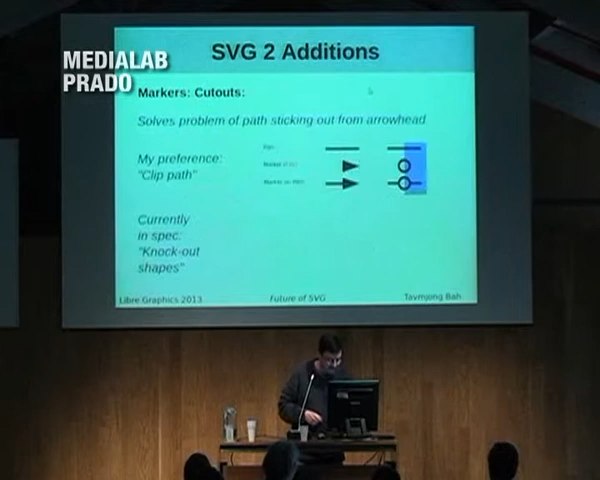 MEDIALAB
PRADO
SVG 2 Additions
Markers: Cutouts:
Solves problem of path sticking out from arrowhead
My preference:
"Clip path"
Currently
in spec:
"Knock-out
shapes"
Libre Graphics 2013
Future of SVG
Tavmjong Bah